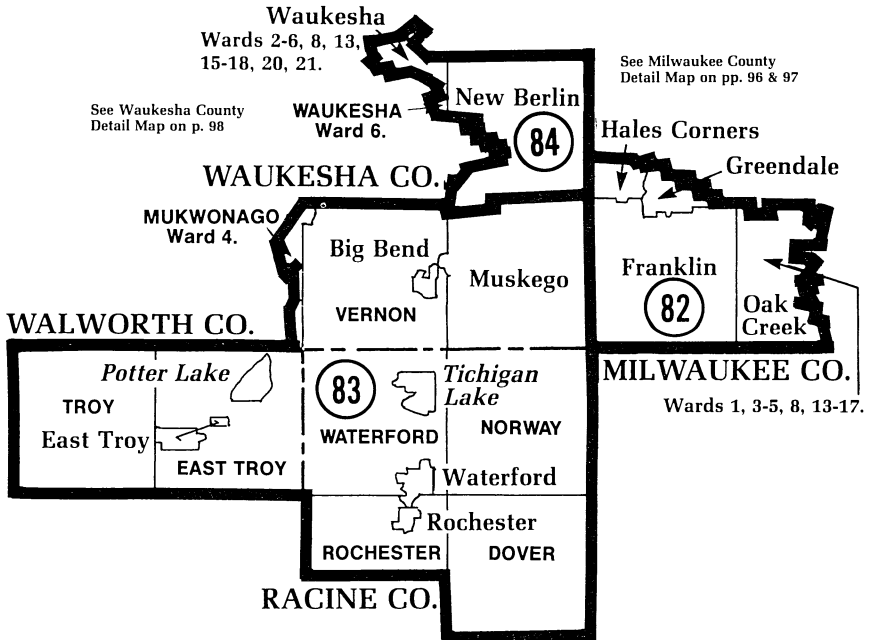 Waukesha
Wards 2-6, 8, 13,
15-18, 20, 21.
See Milwaukee County
Detail Map on pp. 96 & 97
See Waukesha County
Detail Map on p. 98
WAUKESHA
Ward 6.
New Berlin
84
Hales Corners
Greendale
WAUKESHA CO.
MUKWONAGO
Ward 4.
Big Bend
Muskego
Franklin
82
Oak
Creek
VERNON
WALWORTH CO.
MILWAUKEE CO.
Wards 1, 3-5, 8, 13-17.
Potter Lake
83
Tichigan
Lake
TROY
East Troy
EAST TROY
WATERFORD
NORWAY
Waterford
Rochester
ROCHESTER
DOVER
RACINE CO.